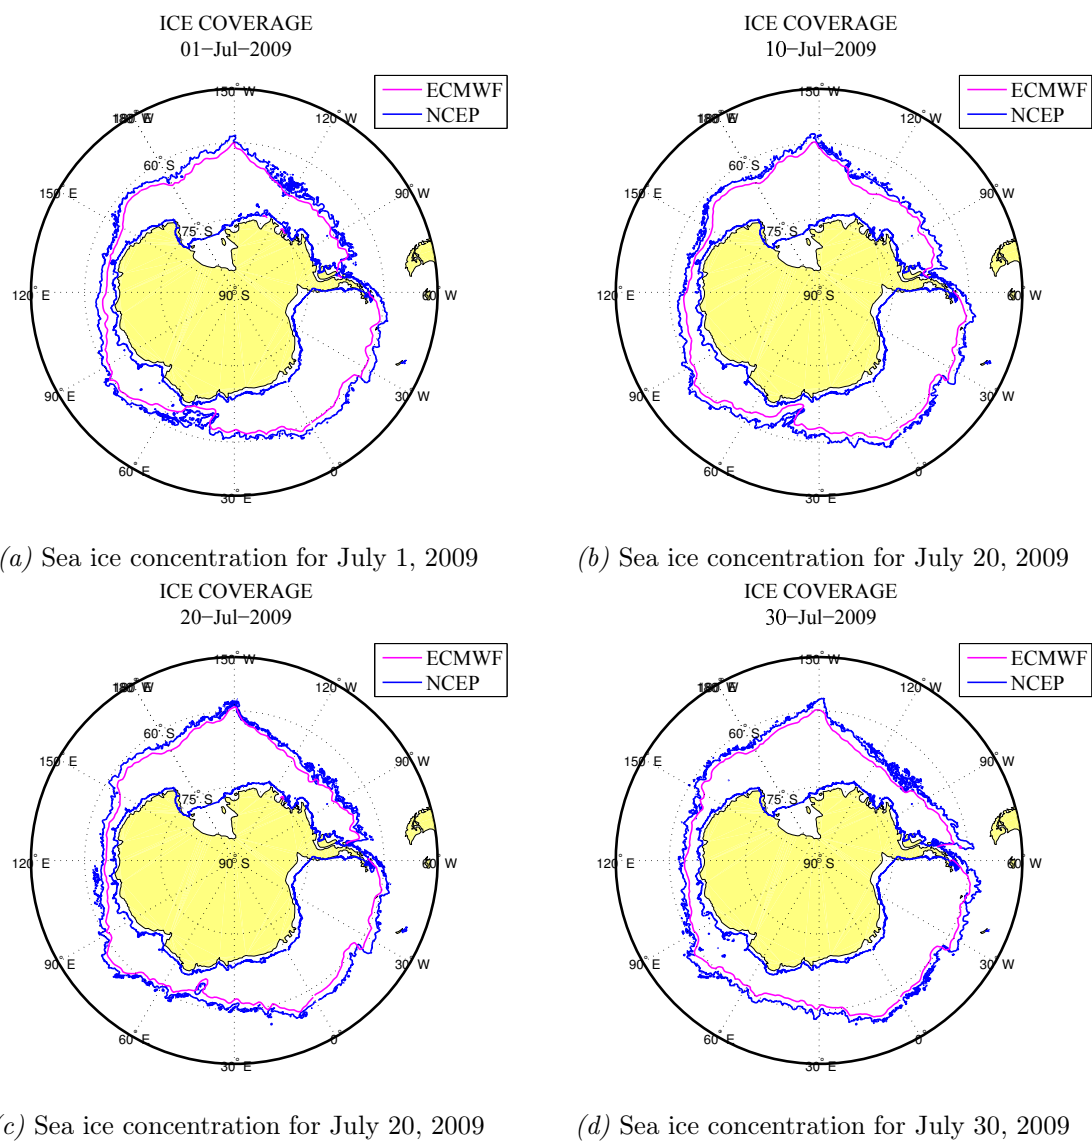 ICE COVERAGE
01−Jul−2009
ECMWF
NCEP
150° W
120° W
90° W
60° W
30° W
0°
30° E
60° E
90° E
120° E
150° E
60° S
75° S
90° S
(a) Sea ice concentration for July 1, 2009
ICE COVERAGE
10−Jul−2009
ECMWF
NCEP
150° W
120° W
90° W
60° W
30° W
0°
30° E
60° E
90° E
120° E
150° E
60° S
75° S
90° S
(b) Sea ice concentration for July 20, 2009
ICE COVERAGE
20−Jul−2009
ECMWF
NCEP
150° W
120° W
90° W
60° W
30° W
0°
30° E
60° E
90° E
120° E
150° E
60° S
75° S
90° S
(c) Sea ice concentration for July 20, 2009
ICE COVERAGE
30−Jul−2009
ECMWF
NCEP
150° W
120° W
90° W
60° W
30° W
0°
30° E
60° E
90° E
120° E
150° E
60° S
75° S
90° S
(d) Sea ice concentration for July 30, 2009